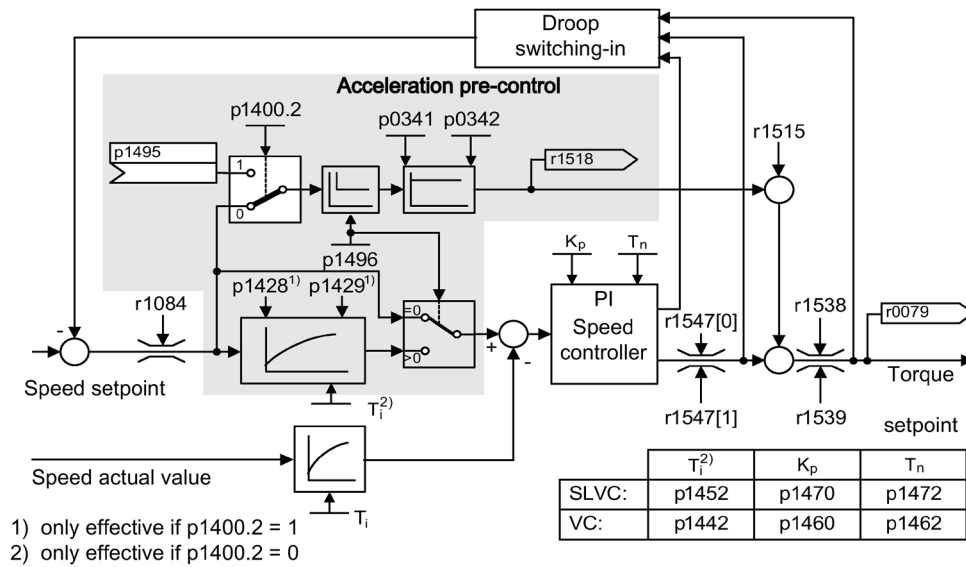 Droop
switching-in
Acceleration pre-control
p1400.2
p0341 p0342
r1515
p1495
r1518
1
0
p1496
Kp Tn
p1428¹⁾ p1429¹⁾
r1084
=0
>0
PI
Speed
controller
r1547[0]
r1538
r0079
-
+
-
Speed setpoint
Torque
setpoint
r1547[1]
r1539
Ti²⁾
Speed actual value
Ti
Ti²⁾ Kp Tn
SLVC: p1452 p1470 p1472
VC: p1442 p1460 p1462
1) only effective if p1400.2 = 1
2) only effective if p1400.2 = 0